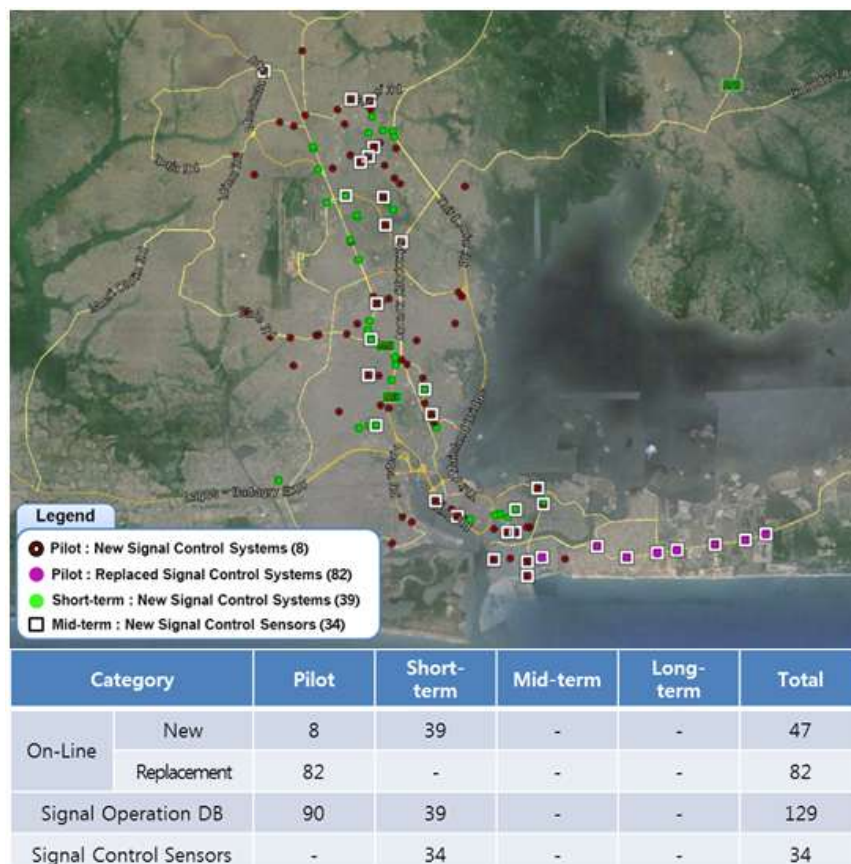 Legend
Pilot : New Signal Control Systems (8)
Pilot : Replaced Signal Control Systems (82)
Short-term : New Signal Control Systems (39)
Mid-term : New Signal Control Sensors (34)
Category Pilot Short-term Mid-term Long-term Total
On-Line New 8 39 - - 47
Replacement 82 - - - 82
Signal Operation DB 90 39 - - 129
Signal Control Sensors - 34 - - 34